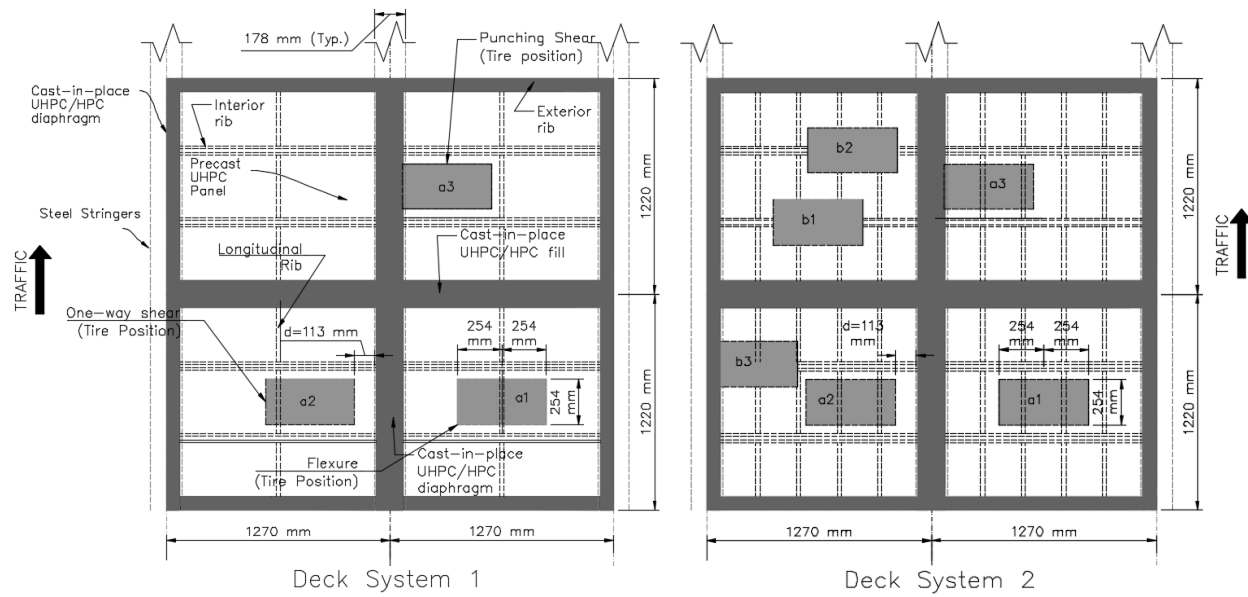 178 mm (Typ.)
Punching Shear
(Tire position)
Cast-in-place
UHPC/HPC
diaphragm
Interior
rib
Exterior
rib
Precast
UHPC
Panel
a3
1220 mm
Steel Stringers
TRAFFIC
Longitudinal
Rib
Cast-in-place
UHPC/HPC fill
One-way shear
(Tire Position)
d=113 mm
254
mm
254
mm
a2
a1
254
mm
1220 mm
Flexure
(Tire Position)
Cast-in-place
UHPC/HPC
diaphragm
1270 mm
1270 mm
Deck System 1
b2
a3
b1
1220 mm
TRAFFIC
d=113
mm
254
mm
254
mm
b3
a2
a1
254
mm
1220 mm
1270 mm
1270 mm
Deck System 2